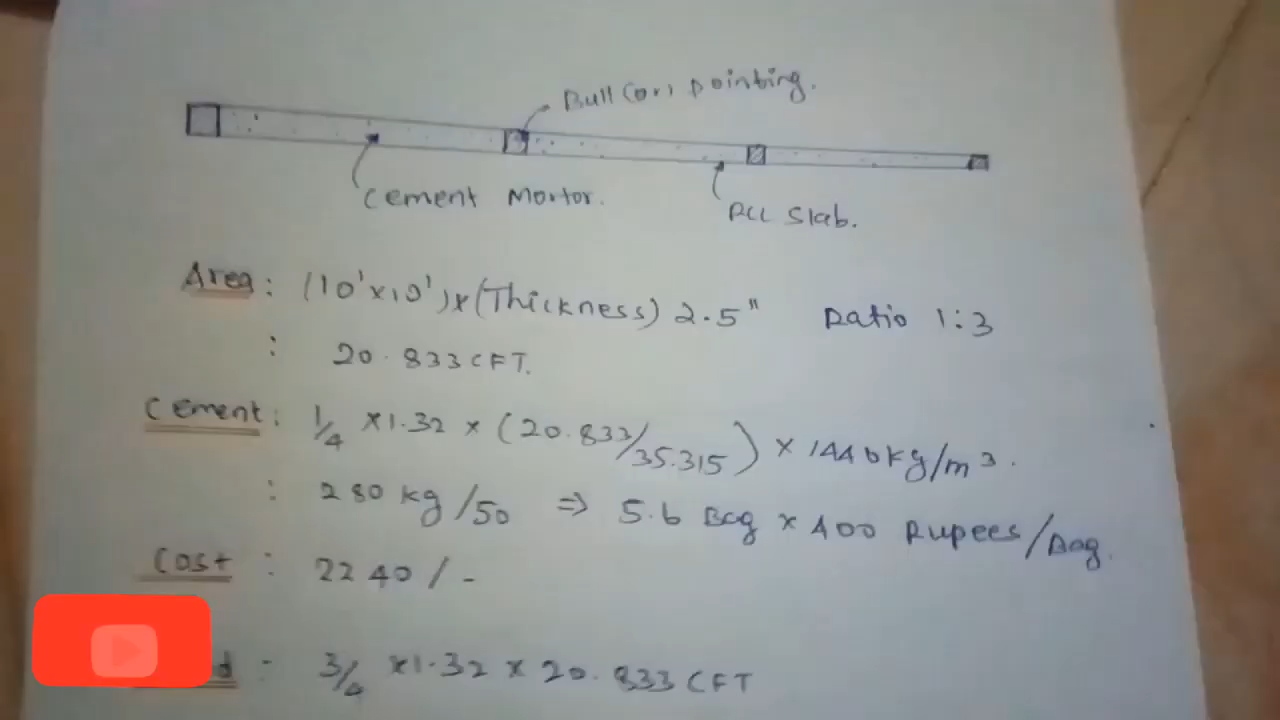 Bull (or) pointing.
Cement Mortor.
RCC Slab.
Area: (10'x10')x(Thickness) 2.5" Ratio 1:3
: 20.833 CFT.
Cement: 1/4 x1.32 x (20.833/35.315) x 1440kg/m3.
: 280 kg/50 ⇒ 5.6 Bag x 400 Rupees/Bag.
Cost : 2240/-
: 3/4 x1.32 x 20.833 CFT